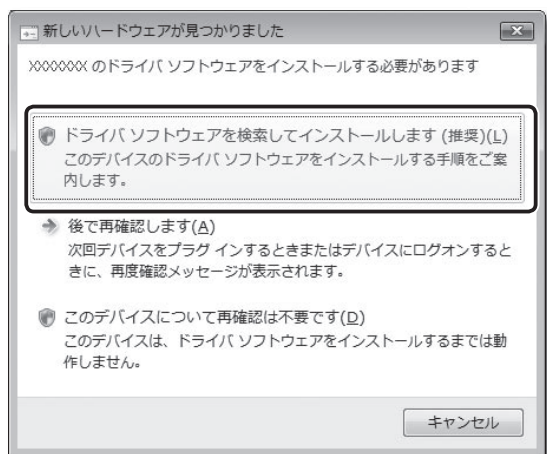 新しいハードウェアが見つかりました
XXXXXXX のドライバ ソフトウェアをインストールする必要があります
ドライバ ソフトウェアを検索してインストールします (推奨)(L)
このデバイスのドライバ ソフトウェアをインストールする手順をご案
内します。
後で再確認します(A)
次回デバイスをプラグ インするときまたはデバイスにログオンすると
きに、再度確認メッセージが表示されます。
このデバイスについて再確認は不要です(D)
このデバイスは、ドライバ ソフトウェアをインストールするまでは動
作しません。
キャンセル